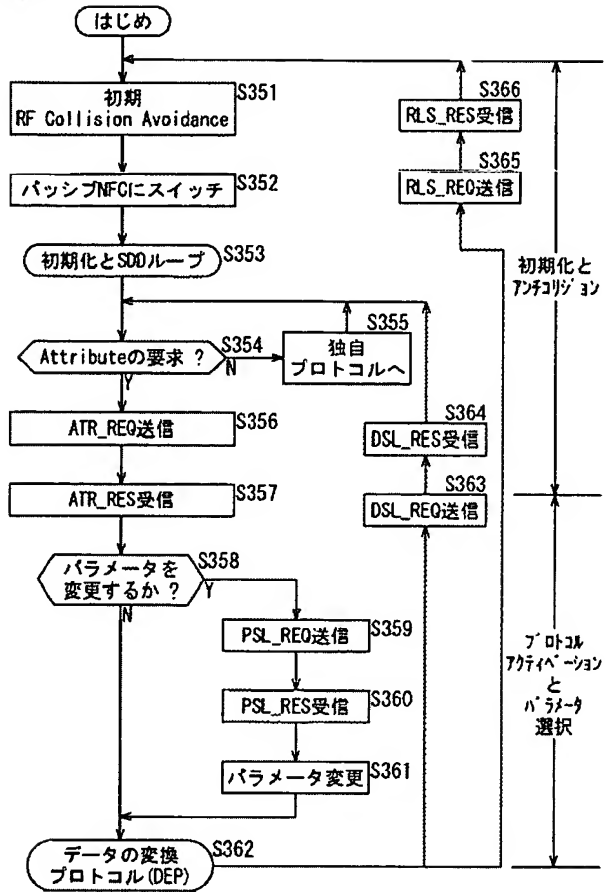 はじめ
初期
RF Collision Avoidance
S351
パッシブNFCにスイッチ
S352
初期化とSDDループ
S353
Attributeの要求 ?
S354
N
Y
独自
プロトコルへ
S355
ATR_REQ送信
S356
ATR_RES受信
S357
パラメータを
変更するか ?
S358
Y
N
PSL_REQ送信
S359
PSL_RES受信
S360
パラメータ変更
S361
データの変換
プロトコル(DEP)
S362
S366
RLS_RES受信
S365
RLS_REQ送信
S364
DSL_RES受信
S363
DSL_REQ送信
初期化と
アンチコリジョン
プロトコル
アクティベーション
と
パラメータ
選択